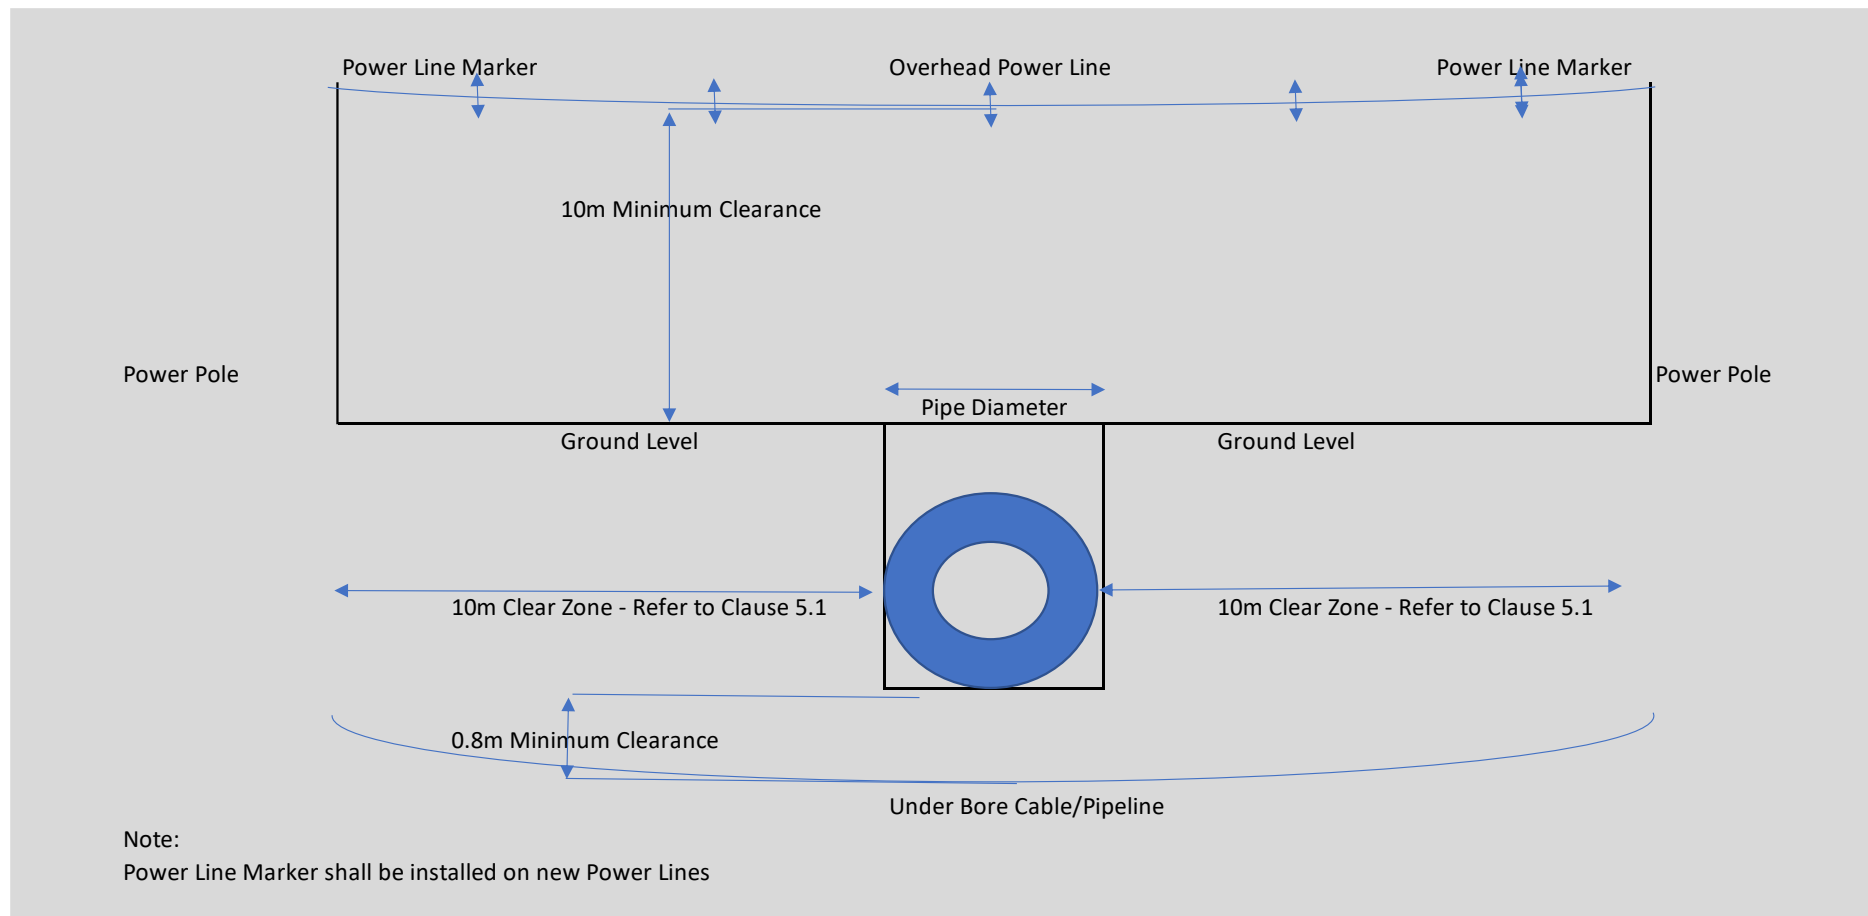 Power Line Marker
Overhead Power Line
Power Line Marker
10m Minimum Clearance
Power Pole
Power Pole
Pipe Diameter
Ground Level
Ground Level
10m Clear Zone - Refer to Clause 5.1
10m Clear Zone - Refer to Clause 5.1
0.8m Minimum Clearance
Under Bore Cable/Pipeline
Note:
Power Line Marker shall be installed on new Power Lines